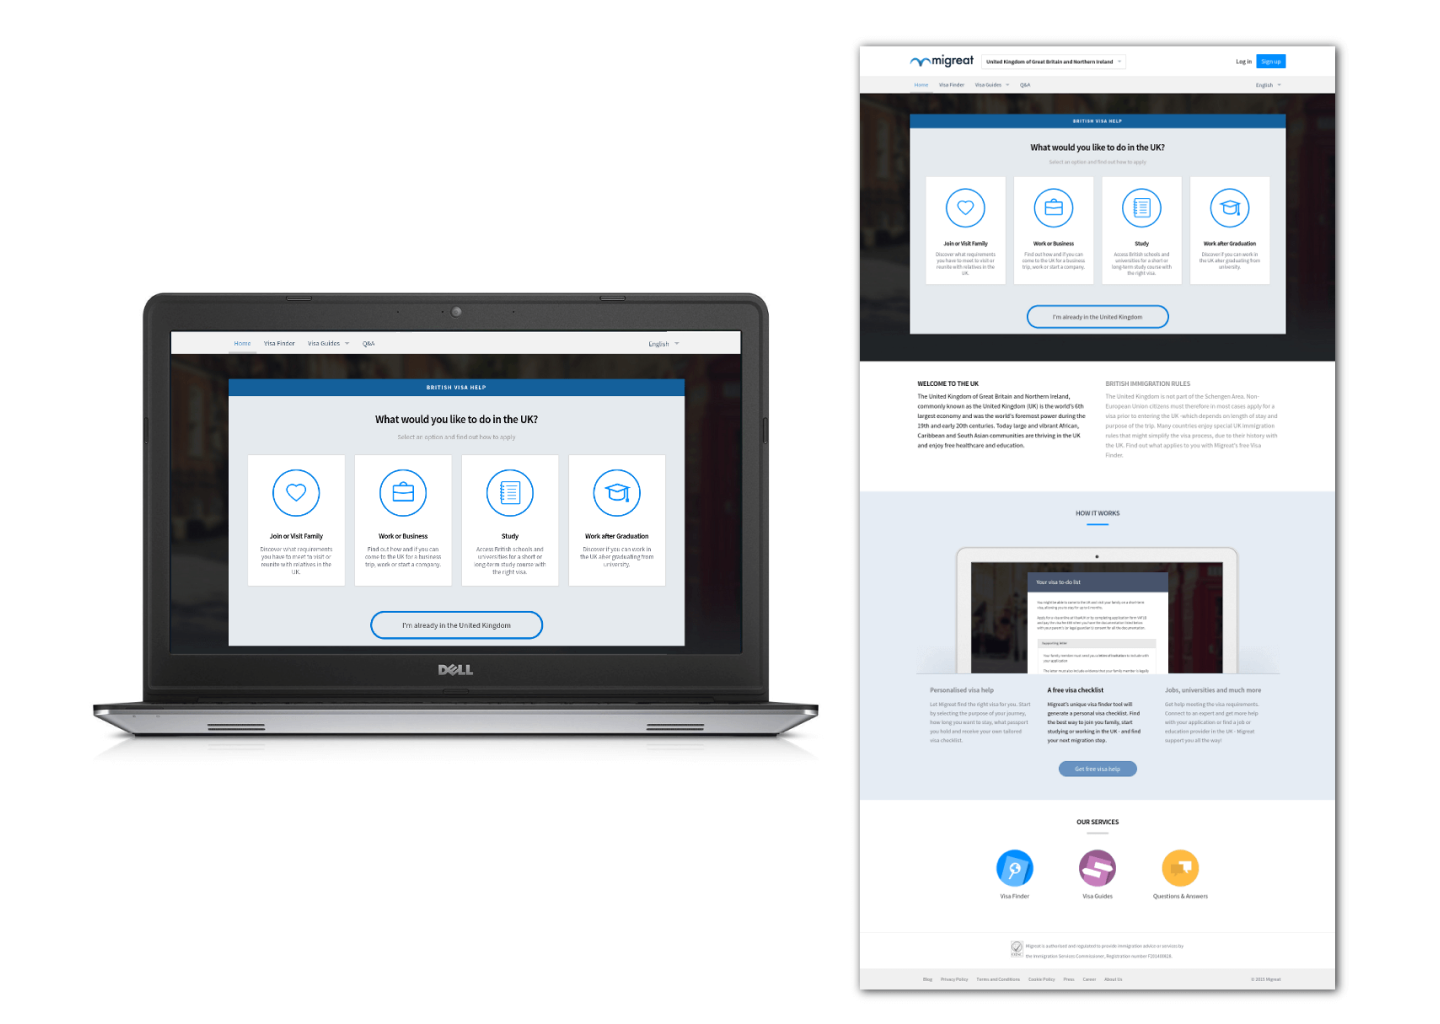 Home Visa Finder Visa Guides Q&A English
BRITISH VISA HELP
What would you like to do in the UK?
Select an option and find out how to apply
Join or Visit Family
Discover what requirements
you have to meet to visit or
reunite with relatives in the
UK.
Work or Business
Find out how and if you can
come to the UK for a business
trip, work or start a company.
Study
Access British schools and
universities for a short or
long-term study course with
the right visa.
Work after Graduation
Discover if you can work in
the UK after graduating from
university.
I'm already in the United Kingdom
DELL
migreat United Kingdom of Great Britain and Northern Ireland Log in Sign up
Home Visa Finder Visa Guides Q&A English
BRITISH VISA HELP
What would you like to do in the UK?
Select an option and find out how to apply
Join or Visit Family
Discover what requirements
you have to meet to visit or
reunite with relatives in the
UK.
Work or Business
Find out how and if you can
come to the UK for a business
trip, work or start a company.
Study
Access British schools and
universities for a short or
long-term study course with
the right visa.
Work after Graduation
Discover if you can work in
the UK after graduating from
university.
I'm already in the United Kingdom
WELCOME TO THE UK
The United Kingdom of Great Britain and Northern Ireland,
commonly known as the United Kingdom (UK) is the world's 6th
largest economy and was the world's foremost power during the
19th and early 20th centuries. Today large and vibrant African,
Caribbean and South Asian communities are thriving in the UK
and enjoy free healthcare and education.
BRITISH IMMIGRATION RULES
The United Kingdom is not part of the Schengen Area. Non-
European Union citizens must therefore in most cases apply for a
visa prior to entering the UK- which depends on length of stay and
purpose of the trip. Many countries enjoy special UK immigration
rules that might simplify the visa process, due to their history with
the UK. Find out what applies to you with Migreat's free Visa
Finder.
HOW IT WORKS
Your visa to-do list
Supporting letter
Your family member must send you a letter of invitation to include with
your application
Personalised visa help
Let Migreat find the right visa for you. Start
by selecting the purpose of your journey,
how long you want to stay, what passport
you hold and receive your own tailored
visa checklist.
A free visa checklist
Migreat's unique visa finder tool will
generate a personal visa checklist. Find
the best way to join you family, start
studying or working in the UK - and find
your next migration step.
Jobs, universities and much more
Get help meeting the visa requirements.
Connect to an expert and get more help
with your application or find a job or
education provider in the UK - Migreat
support you all the way!
Get free visa help
OUR SERVICES
Visa Finder
Visa Guides
Questions & Answers
Migreat is authorised and regulated to provide immigration advice or services by
the Immigration Services Commissioner, Registration number
Blog Privacy Policy Terms and Conditions Cookie Policy Press Career About Us © 2015 Migreat